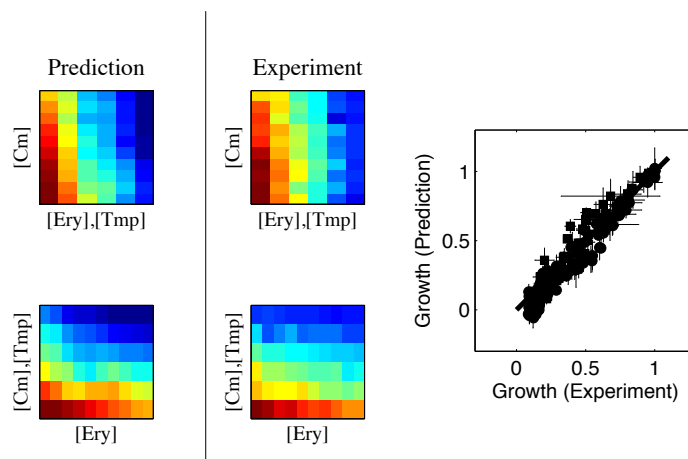 Prediction
Experiment
[Cm]
[Ery],[Tmp]
[Cm]
[Ery],[Tmp]
[Cm],[Tmp]
[Ery]
[Cm],[Tmp]
[Ery]
Growth (Prediction)
1
0.5
0
0 0.5 1
Growth (Experiment)